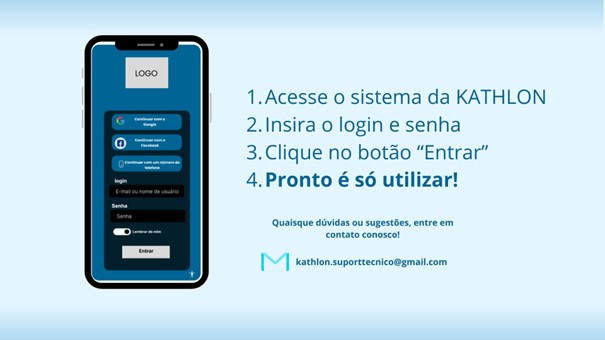 LOGO
Continuar com a
Google
Continuar com o
Facebook
Continuar com um número de
telefone
login
E-mail ou nome de usuário
Senha
Senha
Lembrar de mim
Entrar
1. Acesse o sistema da KATHLON
2. Insira o login e senha
3. Clique no botão “Entrar”
4. Pronto é só utilizar!
Quaisque dúvidas ou sugestões, entre em
contato conosco!
kathlon.suporttecnico@gmail.com